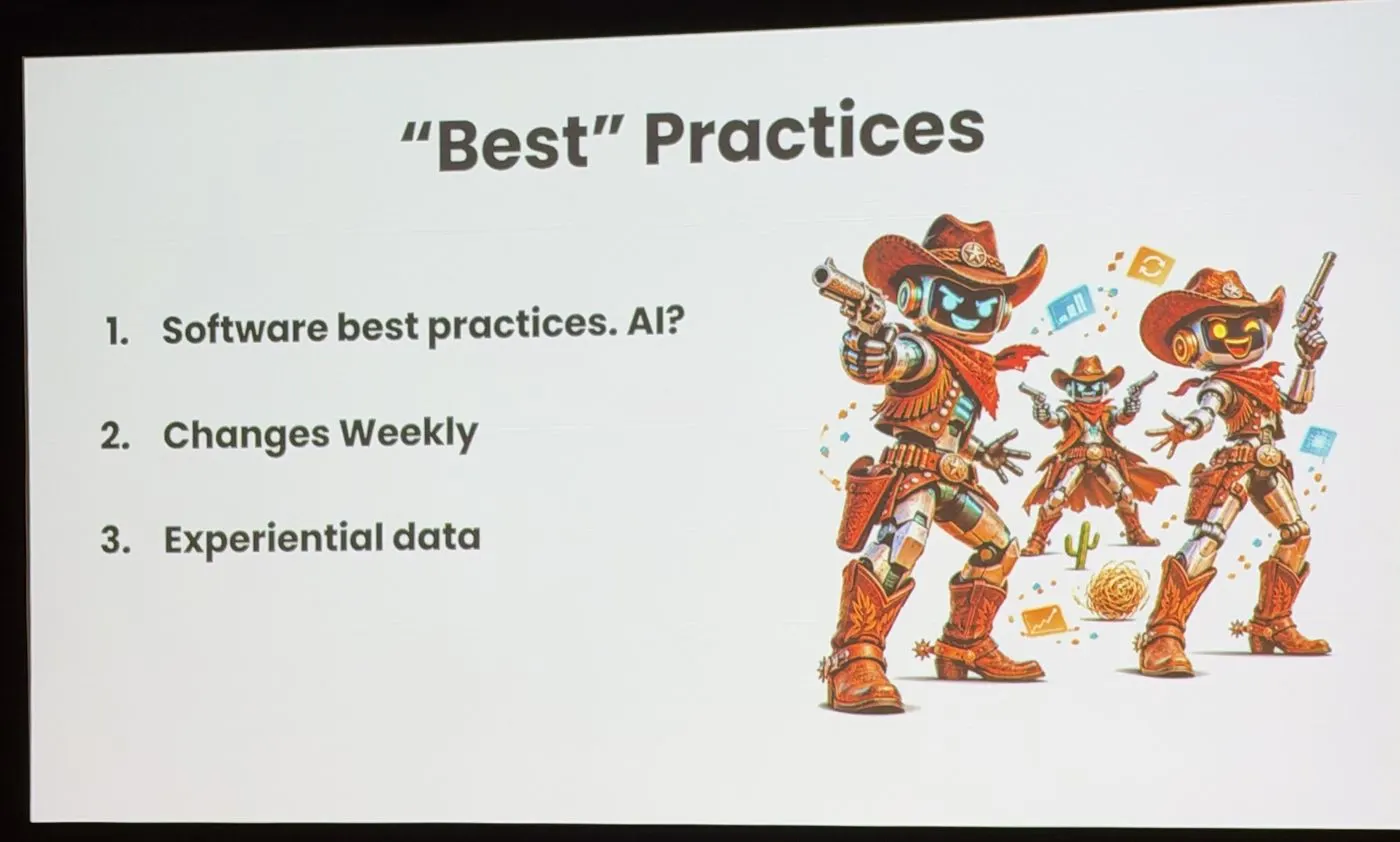 “Best” Practices
1. Software best practices. AI?
2. Changes Weekly
3. Experiential data